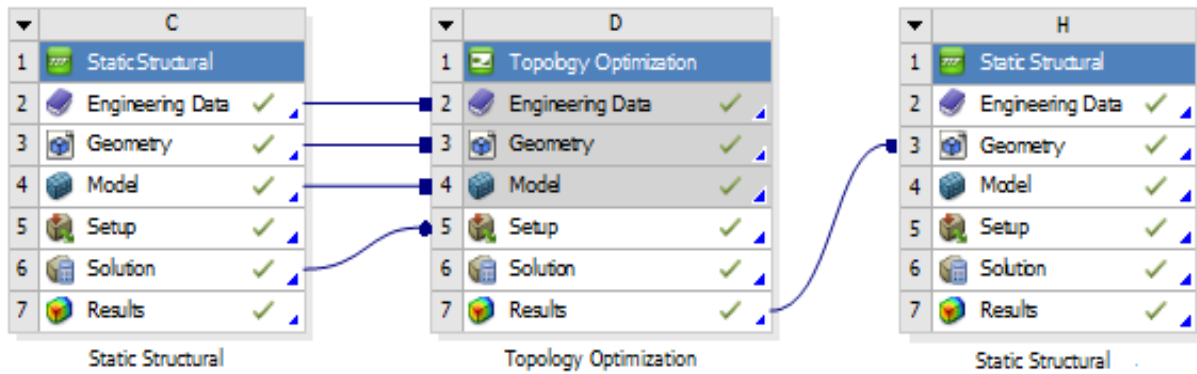 C
1 Static Structural
2 Engineering Data
3 Geometry
4 Model
5 Setup
6 Solution
7 Results
Static Structural
D
1 Topology Optimization
2 Engineering Data
3 Geometry
4 Model
5 Setup
6 Solution
7 Results
Topology Optimization
H
1 Static Structural
2 Engineering Data
3 Geometry
4 Model
5 Setup
6 Solution
7 Results
Static Structural